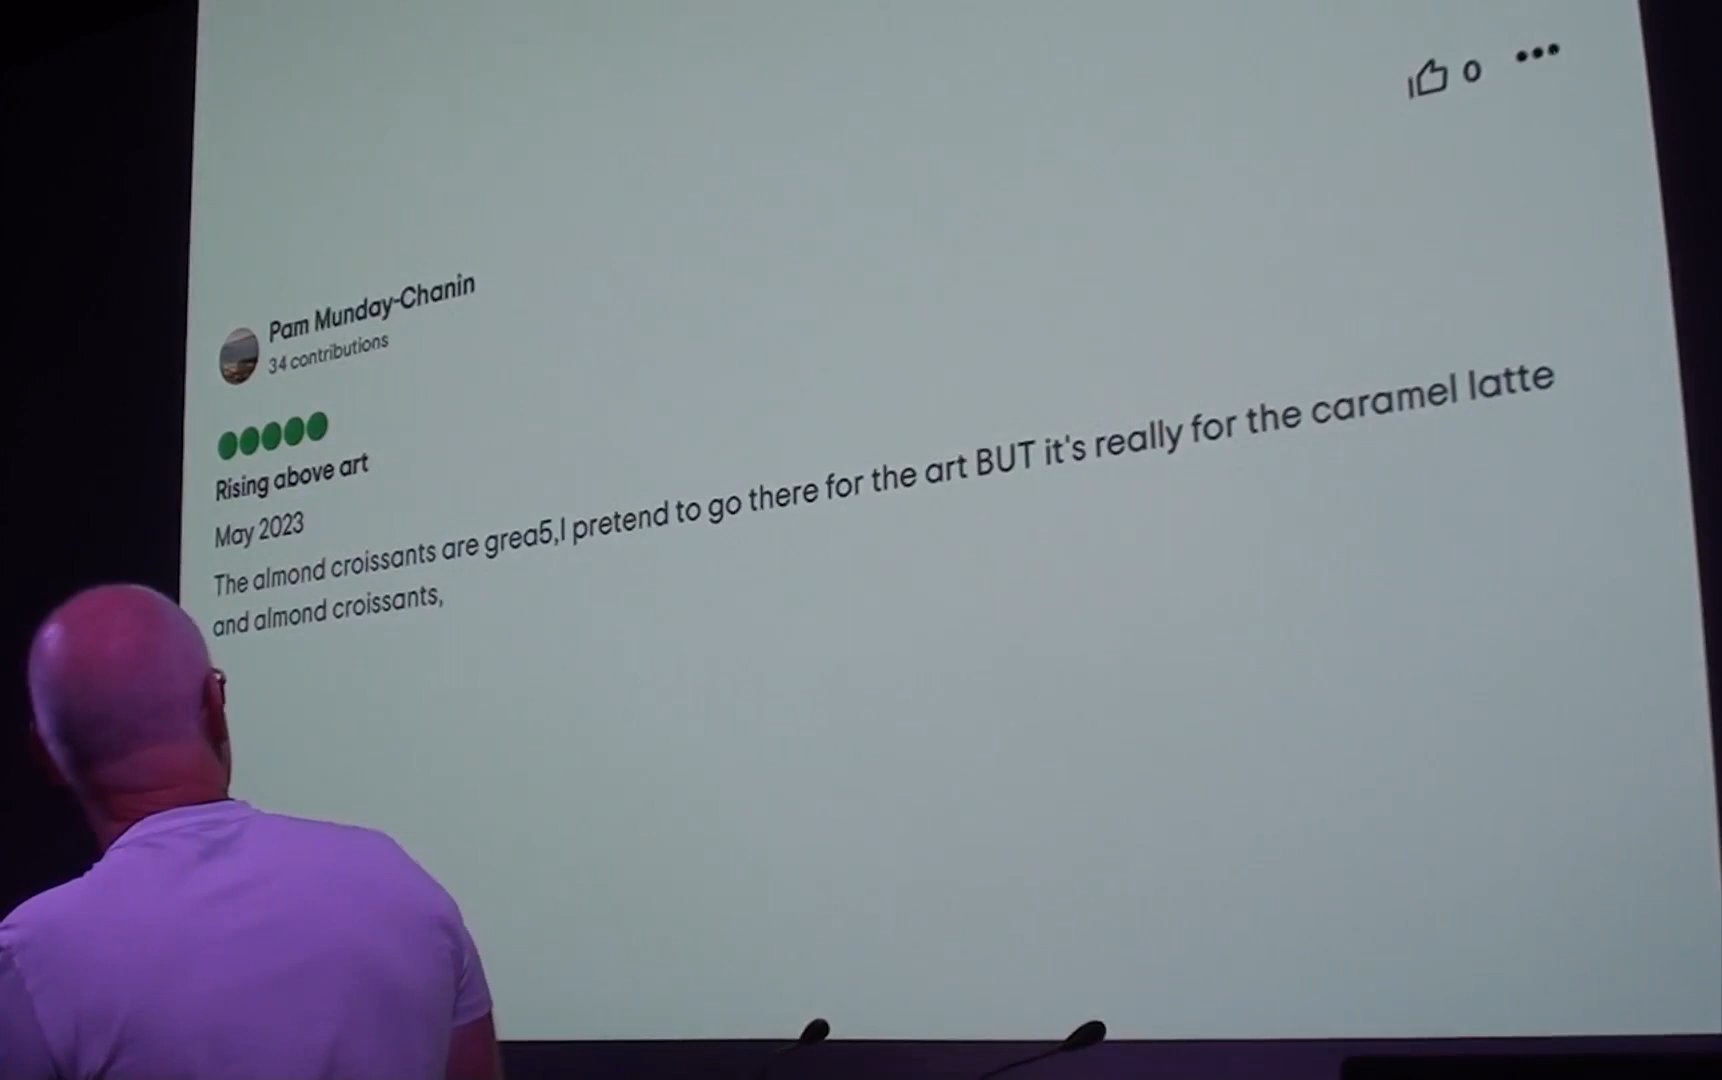 0 •••
Pam Munday-Chanin
34 contributions
Rising above art
May 2023
The almond croissants are grea5,I pretend to go there for the art BUT it's really for the caramel latte
and almond croissants,